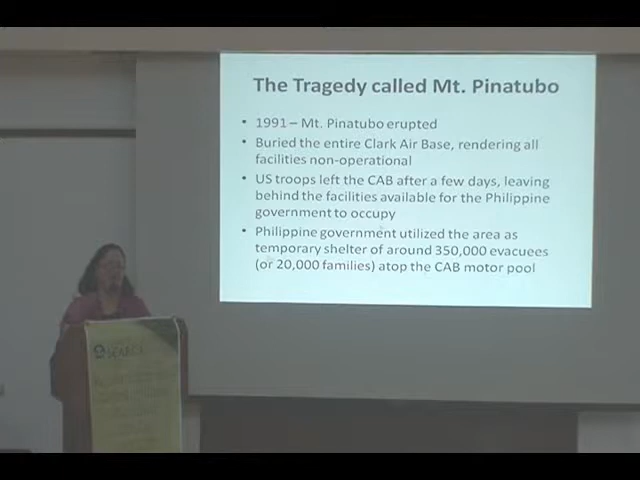 The Tragedy called Mt. Pinatubo
• 1991 – Mt. Pinatubo erupted
• Buried the entire Clark Air Base, rendering all
facilities non-operational
• US troops left the CAB after a few days, leaving
behind the facilities available for the Philippine
government to occupy
• Philippine government utilized the area as
temporary shelter of around 350,000 evacuees
(or 20,000 families) atop the CAB motor pool
SEARCA